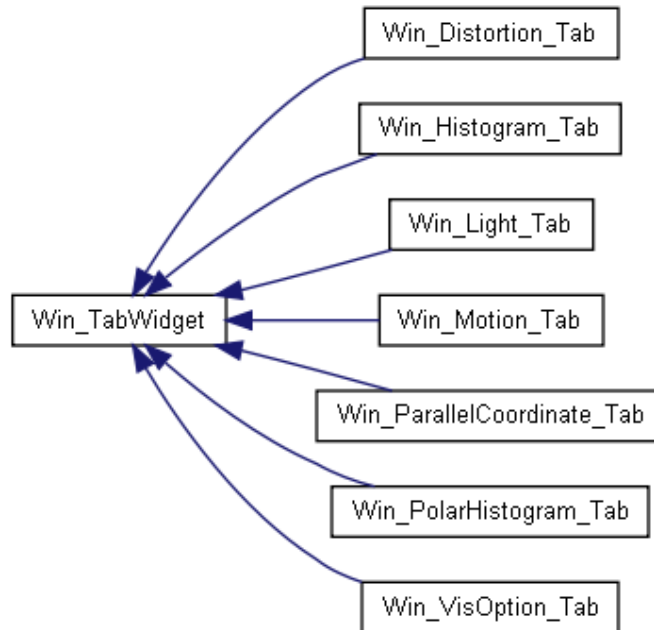 Win_Distortion_Tab
Win_Histogram_Tab
Win_Light_Tab
Win_TabWidget
Win_Motion_Tab
Win_ParallelCoordinate_Tab
Win_PolarHistogram_Tab
Win_VisOption_Tab